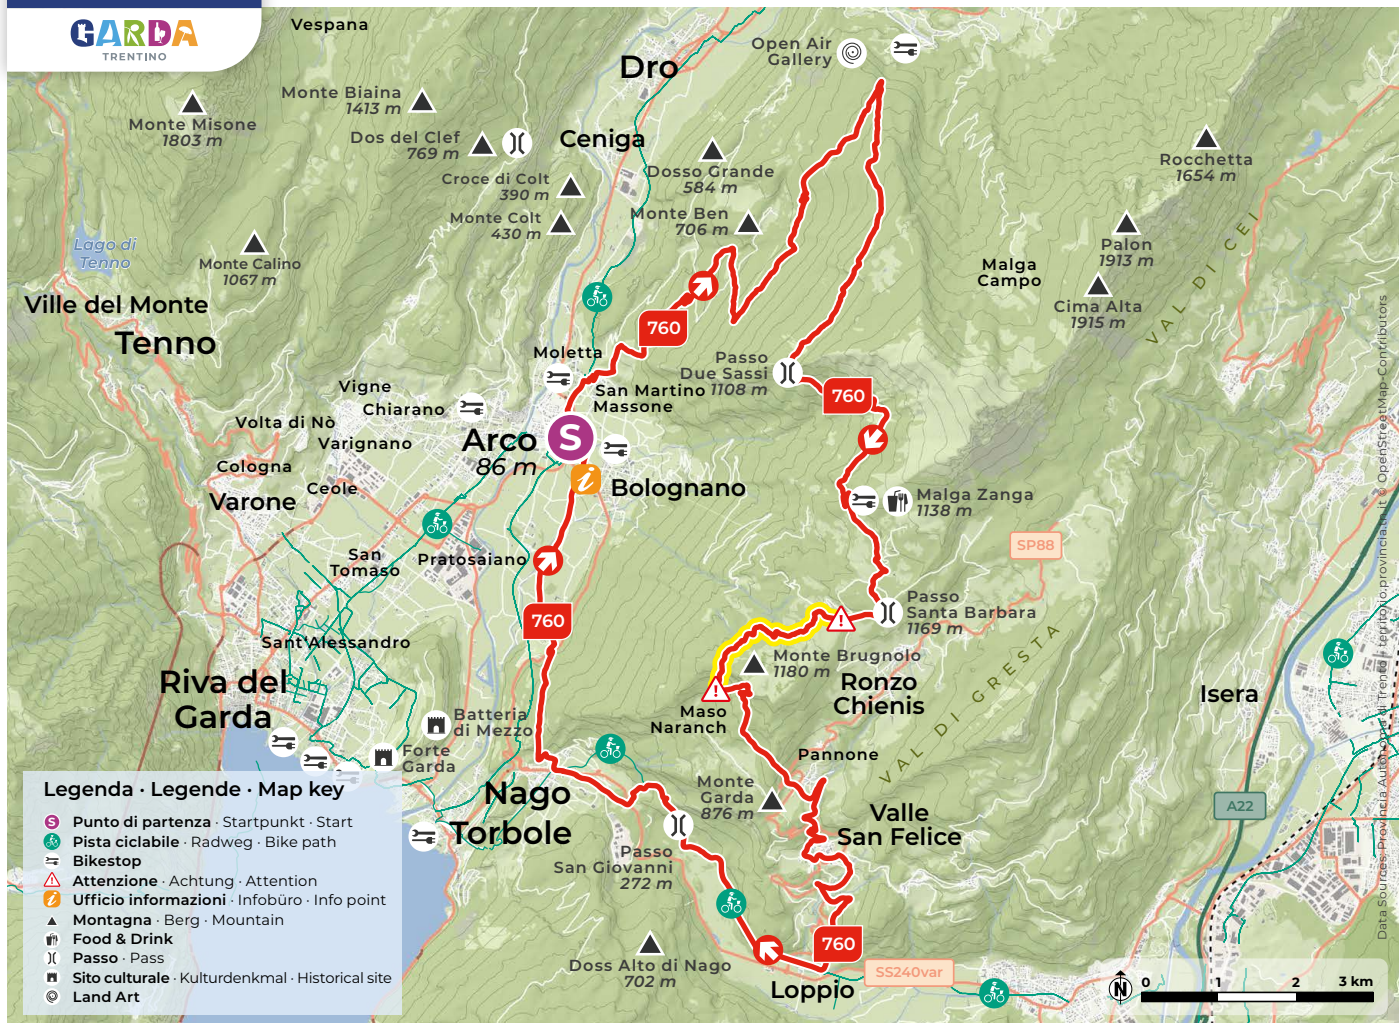 GARDA
TRENTINO
Vespana
Dro
Open Air
Gallery
Monte Biaina
1413 m
Monte Misone
1803 m
Dos del Clef
769 m
Ceniga
Croce di Colt
390 m
Dosso Grande
584 m
Rocchetta
1654 m
Monte Colt
430 m
Monte Ben
706 m
Lago di
Tenno
Monte Calino
1067 m
Palon
1913 m
VAL DI CEI
Malga
Campo
Cima Alta
1915 m
Ville del Monte
Tenno
760
Moletta
Passo
Due Sassi
1108 m
San Martino
Massone
760
Vigne
Chiarano
Volta di Nò
Varignano
Arco
86 m
S
i
Cologna
Ceole
Varone
Bolognano
Malga Zanga
1138 m
San
Tomaso
Pratosaiano
SP88
760
Passo
Santa Barbara
1169 m
Sant'Alessandro
Monte Brugnolo
1180 m
Riva del
Garda
Ronzo
Chienis
VAL DI GRESTA
Isera
Maso
Naranch
Batteria
di Mezzo
Forte
Garda
Pannone
Nago
Torbole
Monte
Garda
876 m
Valle
San Felice
A22
Passo
San Giovanni
272 m
760
Doss Alto di Nago
702 m
SS240var
Loppio
Legenda · Legende · Map key
S Punto di partenza · Startpunkt · Start
Pista ciclabile · Radweg · Bike path
Bikestop
Attenzione · Achtung · Attention
i Ufficio informazioni · Infobüro · Info point
Montagna · Berg · Mountain
Food & Drink
Passo · Pass
Sito culturale · Kulturdenkmal · Historical site
Land Art
N
0 1 2 3 km
Data Sources: Provincia Autonoma di Trento - territorio.provincia.tn.it © OpenStreetMap-Contributors